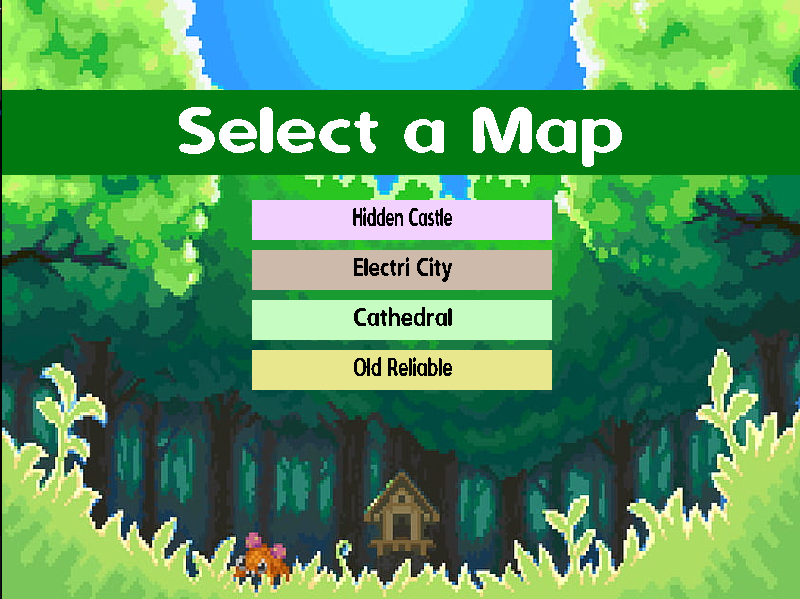 Select a Map
Hidden Castle
Electri City
Cathedral
Old Reliable